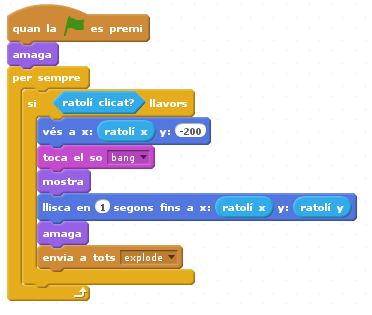 quan la es premi
amaga
per sempre
si ratolí clicat? llavors
vés a x: ratolí x y: -200
toca el so bang
mostra
llisca en 1 segons fins a x: ratolí x y: ratolí y
amaga
envia a tots explode